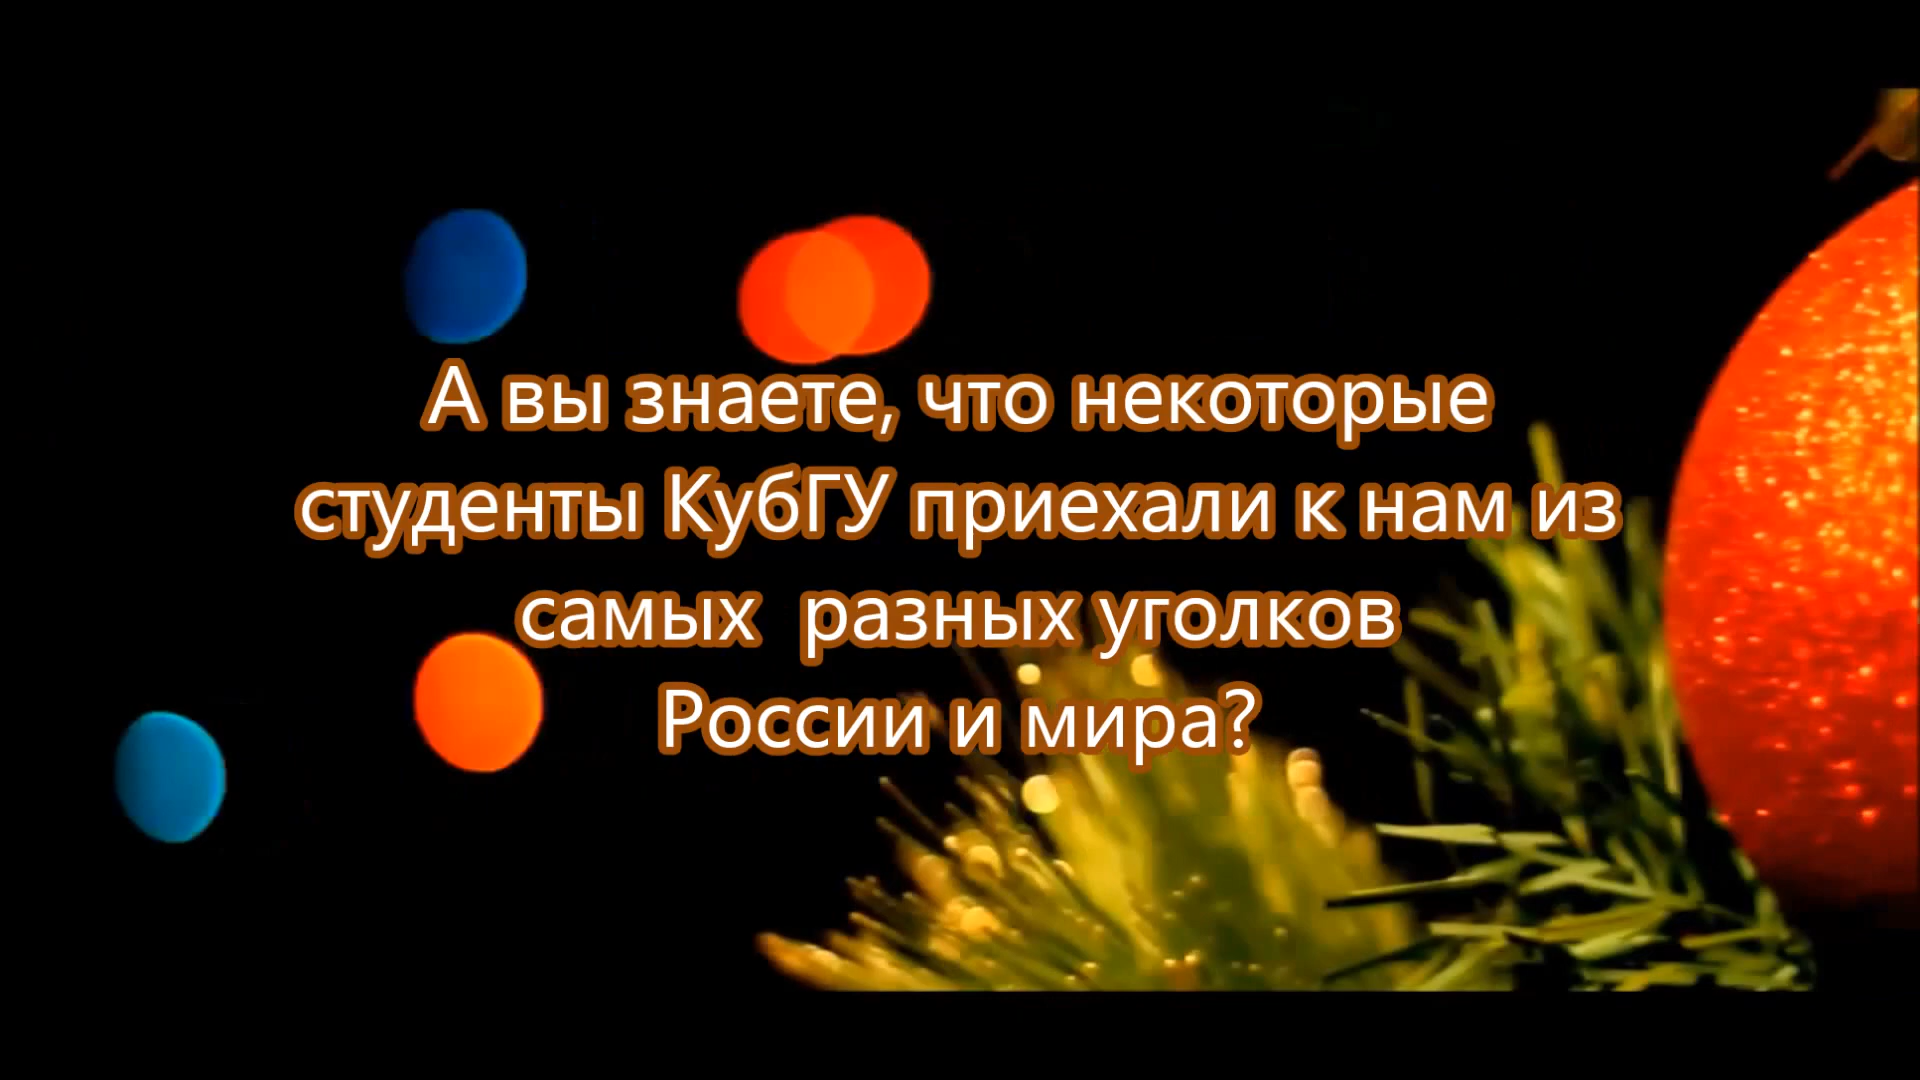 А вы знаете, что некоторые
студенты КубГУ приехали к нам из
самых  разных уголков
России и мира?